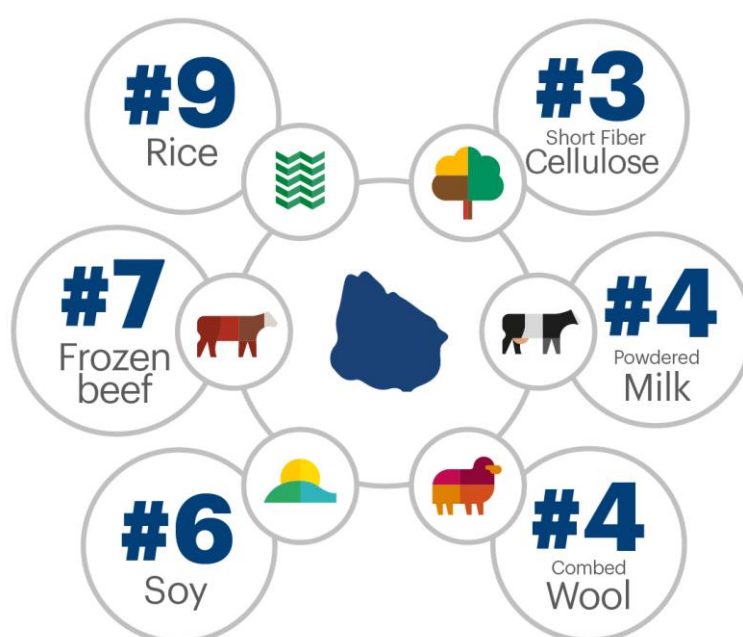 #9
Rice
#3
Short Fiber
Cellulose
#7
Frozen
beef
#4
Powdered
Milk
#6
Soy
#4
Combed
Wool